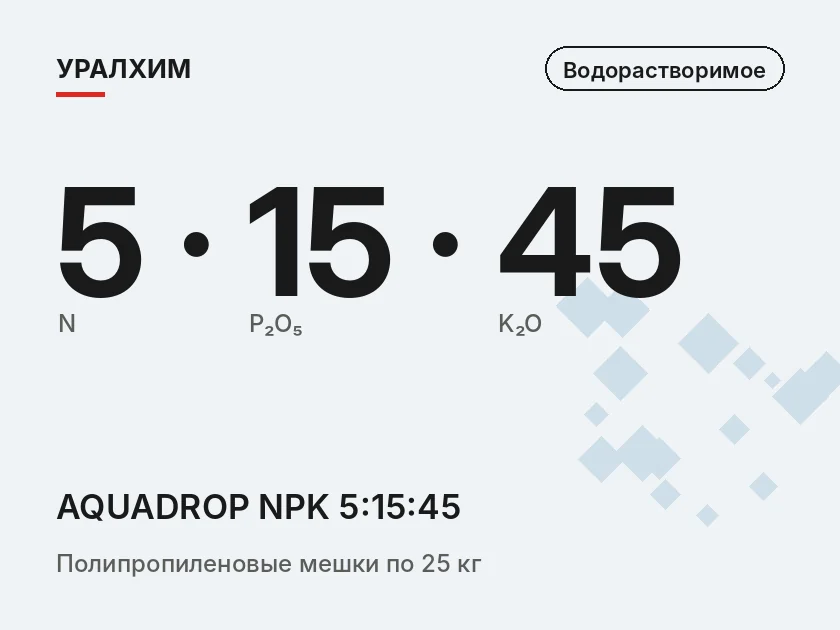 УРАЛХИМ
Водорастворимое
5 · 15 · 45
N P₂O₅ K₂O
AQUADROP NPK 5:15:45
Полипропиленовые мешки по 25 кг